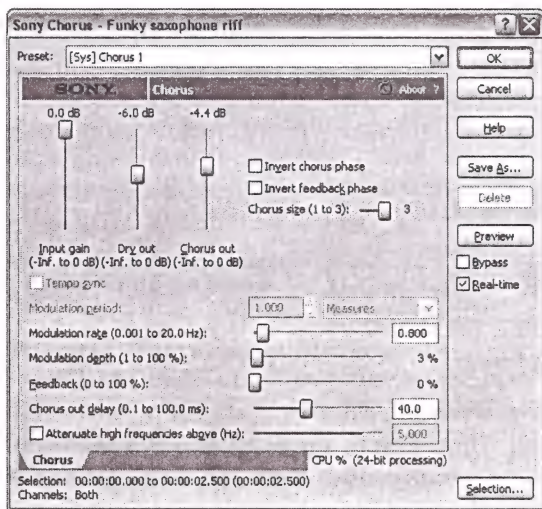 Sony Chorus - Funky saxophone riff
Preset: [Sys] Chorus 1
OK
SONY Chorus About ?
Cancel
0.0 dB -6.0 dB -4.4 dB
Help
Invert chorus phase
Save As...
Invert feedback phase
Delete
Chorus size (1 to 3): 3
Preview
Input gain Dry out Chorus out
(-Inf. to 0 dB) (-Inf. to 0 dB) (-Inf. to 0 dB)
Bypass
Tempo sync
Real-time
Modulation period: 1.000 Measures
Modulation rate (0.001 to 20.0 Hz): 0.800
Modulation depth (1 to 100 %): 3 %
Feedback (0 to 100 %): 0 %
Chorus out delay (0.1 to 100.0 ms): 40.0
Attenuate high frequencies above (Hz): 5,000
Chorus CPU % (24-bit processing)
Selection: 00:00:00.000 to 00:00:02.500 (00:00:02.500)
Channels: Both
Selection...